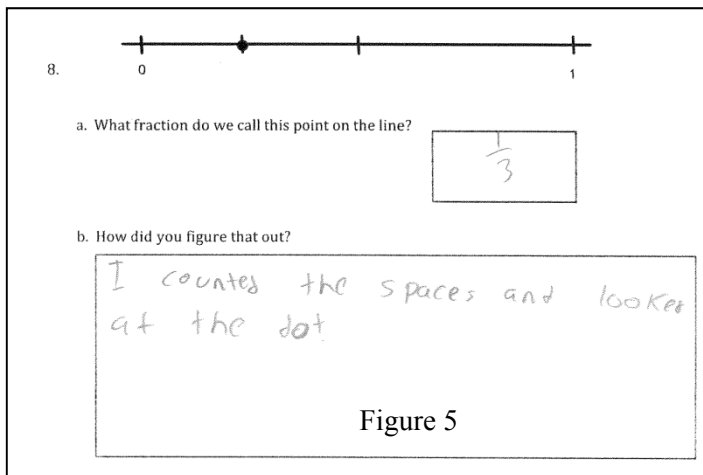 8.
0 1
a. What fraction do we call this point on the line?
1/3
b. How did you figure that out?
I counted the spaces and looked
at the dot
Figure 5